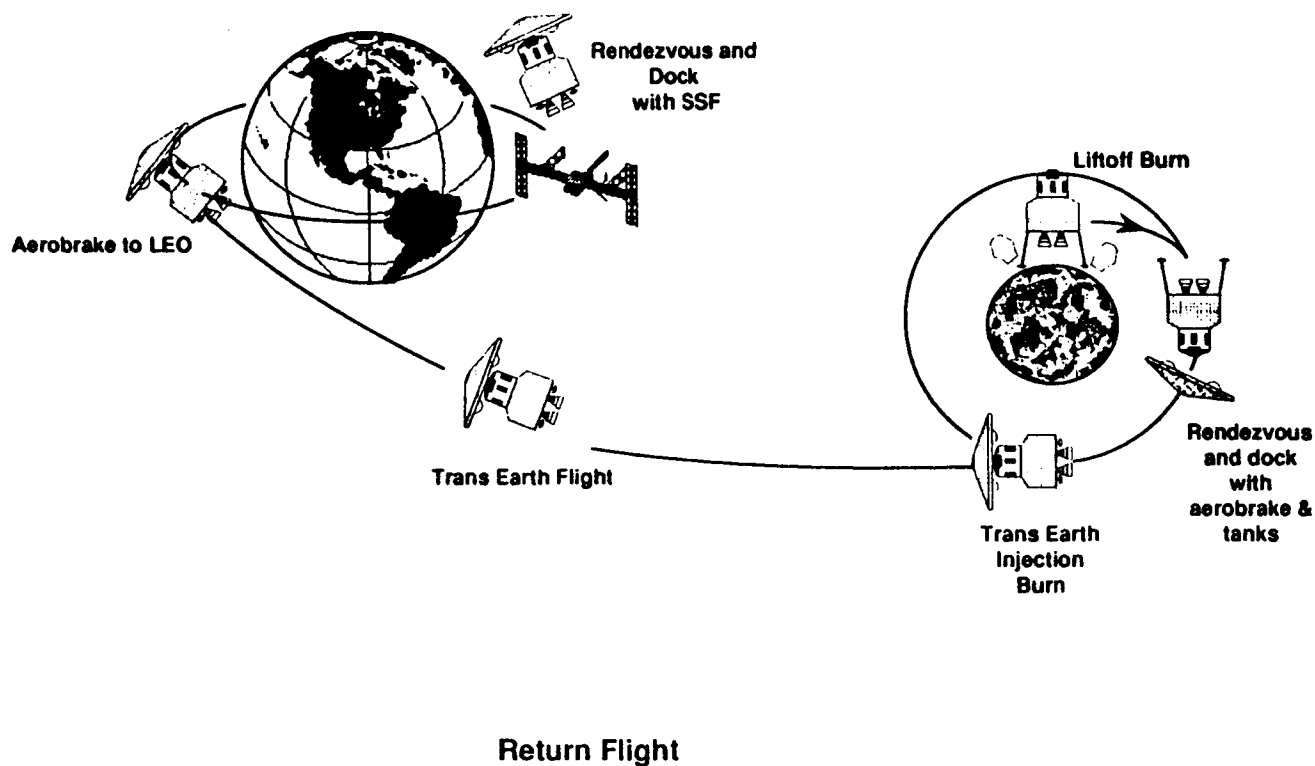 Rendezvous and
Dock
with SSF
Liftoff Burn
Aerobrake to LEO
Trans Earth Flight
Rendezvous
and dock
with
aerobrake &
tanks
Trans Earth
Injection
Burn
Return Flight